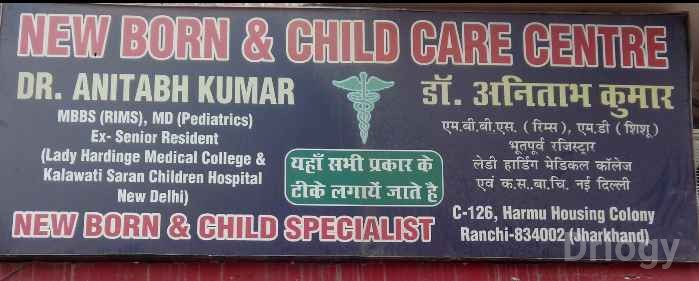 NEW BORN & CHILD CARE CENTRE
DR. ANITABH KUMAR
MBBS (RIMS), MD (Pediatrics)
Ex- Senior Resident
(Lady Hardinge Medical College &
Kalawati Saran Children Hospital
New Delhi)
NEW BORN & CHILD SPECIALIST
यहाँ सभी प्रकार के
टीके लगायें जाते है
डॉ. अनिताभ कुमार
एम.बी.बी.एस. (रिम्स), एम.डी (शिशू)
भूतपूर्व रजिस्ट्रार
लेडी हार्डिंग मेडिकल कॉलेज
एवं क.स.बा.चि. नई दिल्ली
C-126, Harmu Housing Colony
Ranchi-834002 (Jharkhand)
Drlogy